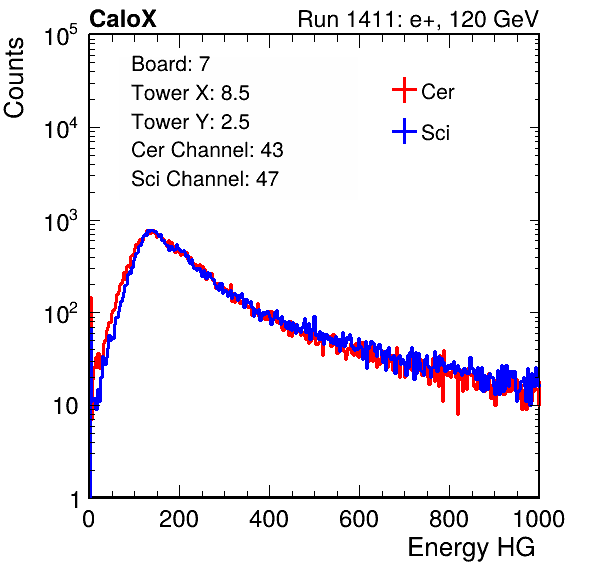 CaloX Run 1411: e+, 120 GeV
Counts
Board: 7
Tower X: 8.5
Tower Y: 2.5
Cer Channel: 43
Sci Channel: 47
Cer
Sci
10^5
10^4
10^3
10^2
10
1
0 200 400 600 800 1000
Energy HG